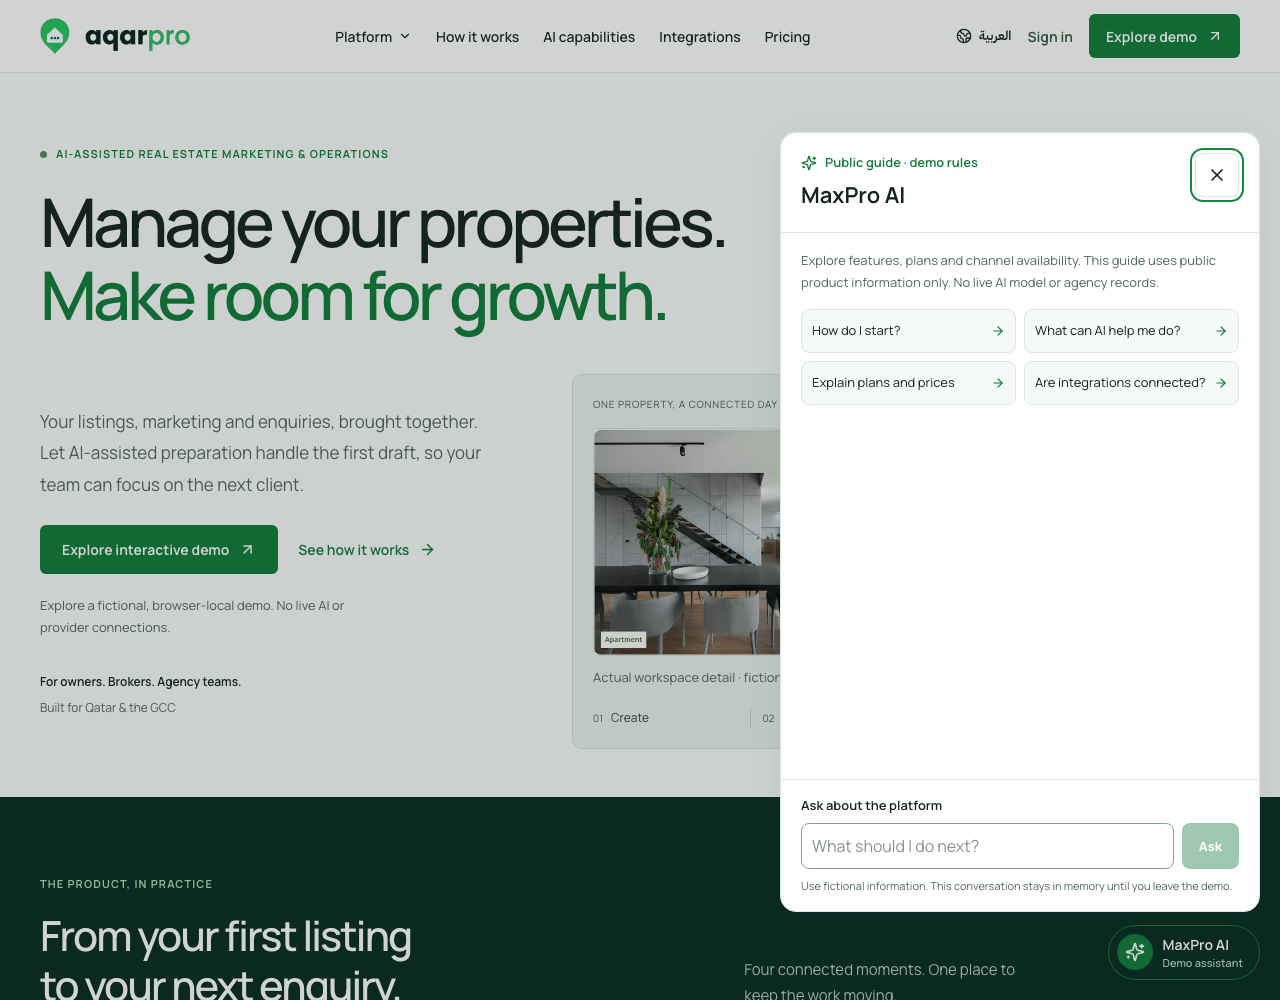 aqarpro
Platform
How it works
AI capabilities
Integrations
Pricing
العربية
Sign in
Explore demo
AI-ASSISTED REAL ESTATE MARKETING & OPERATIONS
Manage your properties.
Make room for growth.
Your listings, marketing and enquiries, brought together.
Let AI-assisted preparation handle the first draft, so your
team can focus on the next client.
Explore interactive demo
See how it works
Explore a fictional, browser-local demo. No live AI or
provider connections.
For owners. Brokers. Agency teams.
Built for Qatar & the GCC
ONE PROPERTY, A CONNECTED DAY
Apartment
Actual workspace detail · fiction
01 Create
02
Public guide · demo rules
MaxPro AI
Explore features, plans and channel availability. This guide uses public
product information only. No live AI model or agency records.
How do I start?
What can AI help me do?
Explain plans and prices
Are integrations connected?
Ask about the platform
What should I do next?
Ask
Use fictional information. This conversation stays in memory until you leave the demo.
THE PRODUCT, IN PRACTICE
From your first listing
to your next enquiry.
Four connected moments. One place to
keep the work moving.
MaxPro AI
Demo assistant